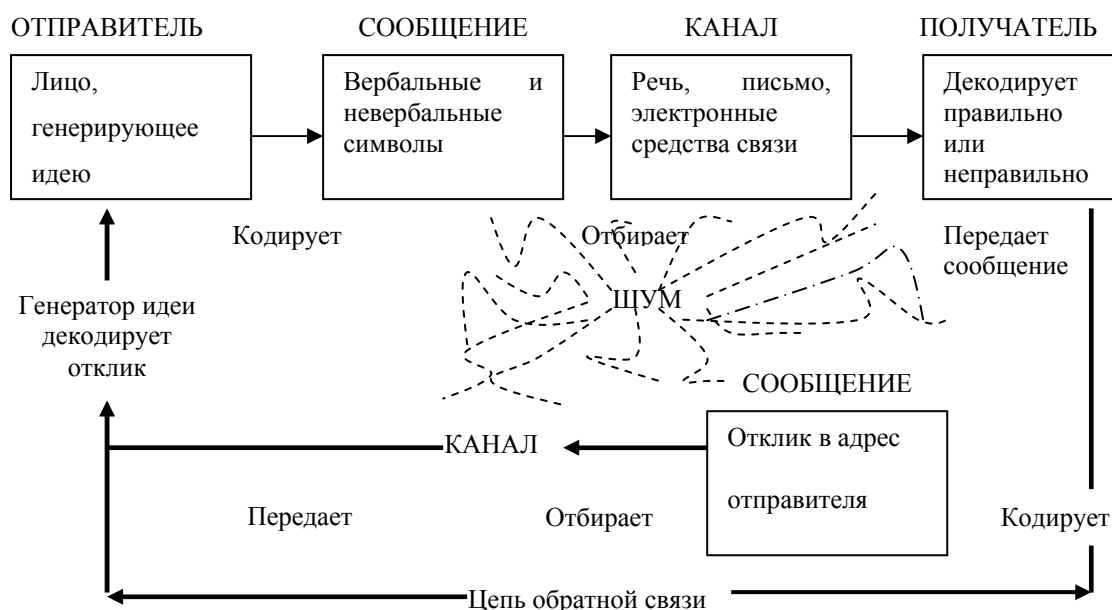 ОТПРАВИТЕЛЬ
СООБЩЕНИЕ
КАНАЛ
ПОЛУЧАТЕЛЬ
Лицо,
генерирующее
идею
Вербальные и
невербальные
символы
Речь, письмо,
электронные
средства связи
Декодирует
правильно
или
неправильно
Кодирует
Отбирает
Передает
сообщение
ШУМ
Генератор идеи
декодирует
отклик
СООБЩЕНИЕ
Отклик в адрес
отправителя
КАНАЛ
Передает
Отбирает
Кодирует
Цепь обратной связи